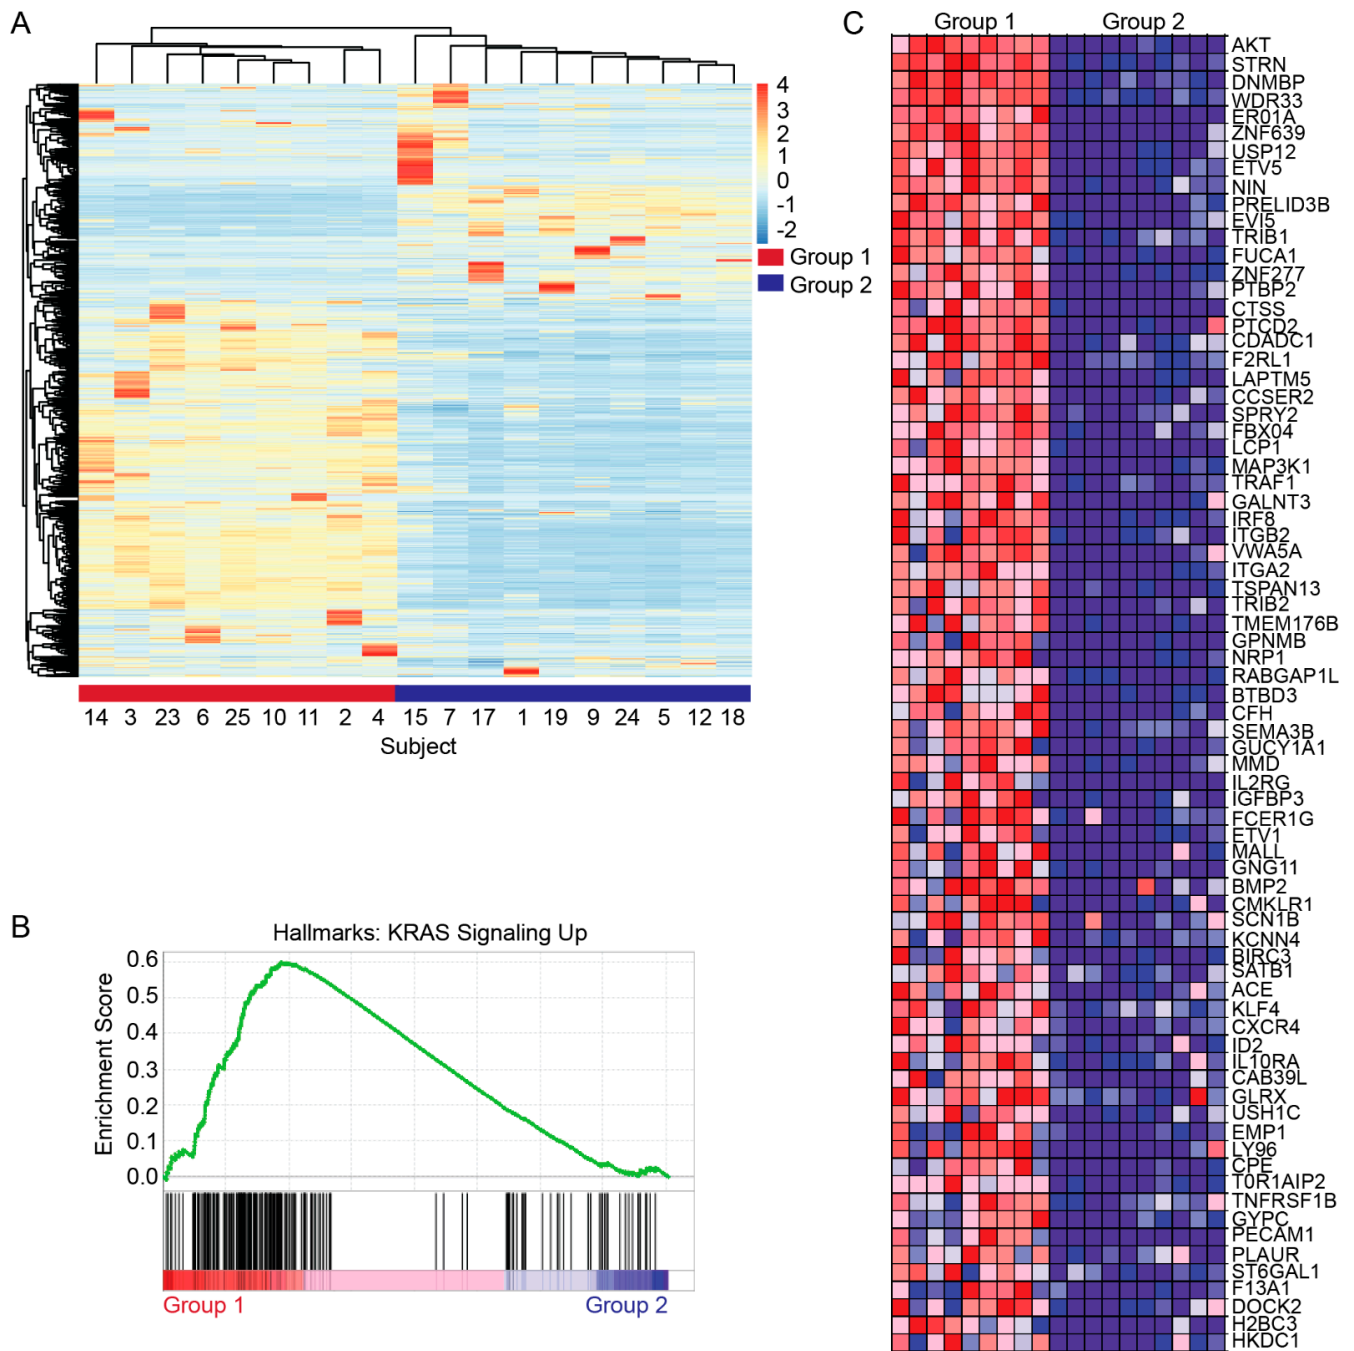 A
4
3
2
1
0
-1
-2
Group 1
Group 2
14 3 23 6 25 10 11 2 4 15 7 17 1 19 9 24 5 12 18
Subject
B
Hallmarks: KRAS Signaling Up
Enrichment Score
0.6
0.5
0.4
0.3
0.2
0.1
0.0
Group 1 Group 2
C
Group 1 Group 2
AKT
STRN
DNMBP
WDR33
ER01A
ZNF639
USP12
ETV5
NIN
PRELID3B
EVI5
TRIB1
FUCA1
ZNF277
PTBP2
CTSS
PTCD2
CDADC1
F2RL1
LAPTM5
CCSER2
SPRY2
FBX04
LCP1
MAP3K1
TRAF1
GALNT3
IRF8
ITGB2
VWA5A
ITGA2
TSPAN13
TRIB2
TMEM176B
GPNMB
NRP1
RABGAP1L
BTBD3
CFH
SEMA3B
GUCY1A1
MMD
IL2RG
IGFBP3
FCER1G
ETV1
MALL
GNG11
BMP2
CMKLR1
SCN1B
KCNN4
BIRC3
SATB1
ACE
KLF4
CXCR4
ID2
IL10RA
CAB39L
GLRX
USH1C
EMP1
LY96
CPE
T0R1AIP2
TNFRSF1B
GYPC
PECAM1
PLAUR
ST6GAL1
F13A1
DOCK2
H2BC3
HKDC1